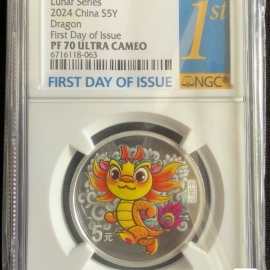 Lunar Series
2024 China S5Y
Dragon
First Day of Issue
PF 70 ULTRA CAMEO
6716118-063
1st
FIRST DAY OF ISSUE
NGC
5元